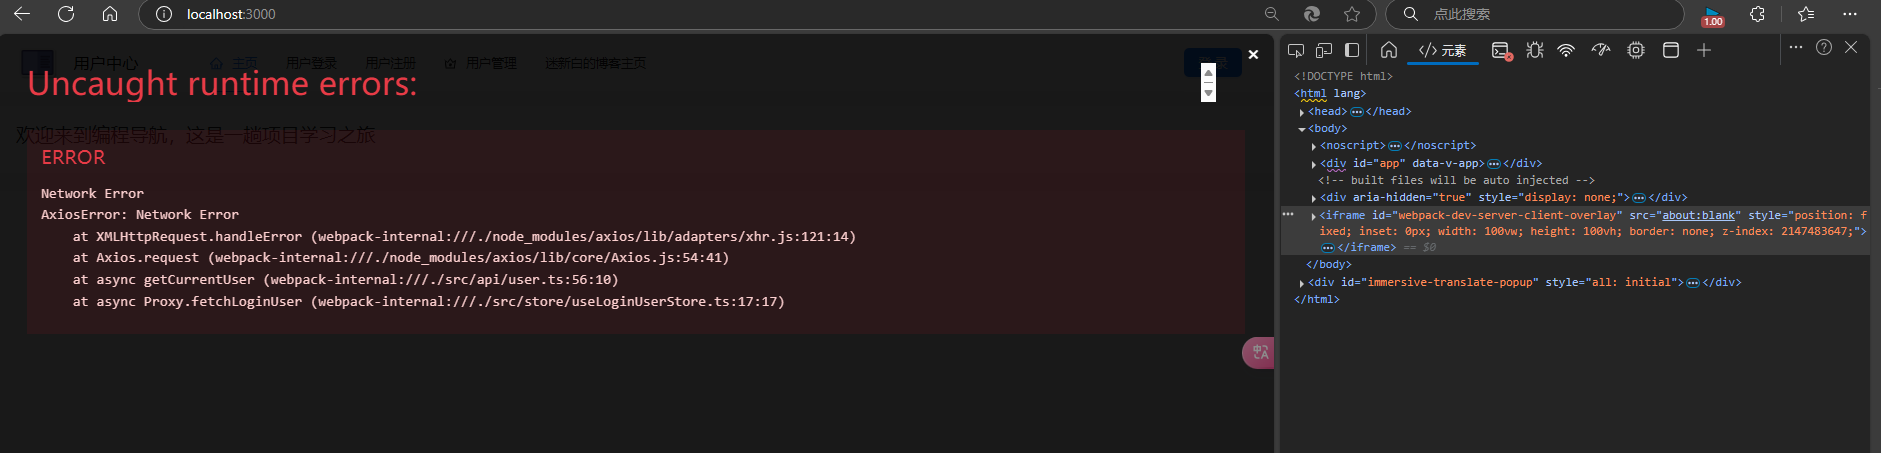 localhost:3000
点此搜索
1.00
用户中心
主页
用户登录
用户注册
用户管理
迷新白的博客主页
Uncaught runtime errors:
欢迎来到编程导航，这是一趟项目学习之旅
ERROR
Network Error
AxiosError: Network Error
at XMLHttpRequest.handleError (webpack-internal:///./node_modules/axios/lib/adapters/xhr.js:121:14)
at Axios.request (webpack-internal:///./node_modules/axios/lib/core/Axios.js:54:41)
at async getCurrentUser (webpack-internal:///./src/api/user.ts:56:10)
at async Proxy.fetchLoginUser (webpack-internal:///./src/store/useLoginUserStore.ts:17:17)
</> 元素
<!DOCTYPE html>
<html lang>
<head>…</head>
<body>
<noscript>…</noscript>
<div id="app" data-v-app>…</div>
<!-- built files will be auto injected -->
<div aria-hidden="true" style="display: none;">…</div>
<iframe id="webpack-dev-server-client-overlay" src="about:blank" style="position: f
ixed; inset: 0px; width: 100vw; height: 100vh; border: none; z-index: 2147483647;">
…</iframe> == $0
</body>
<div id="immersive-translate-popup" style="all: initial">…</div>
</html>